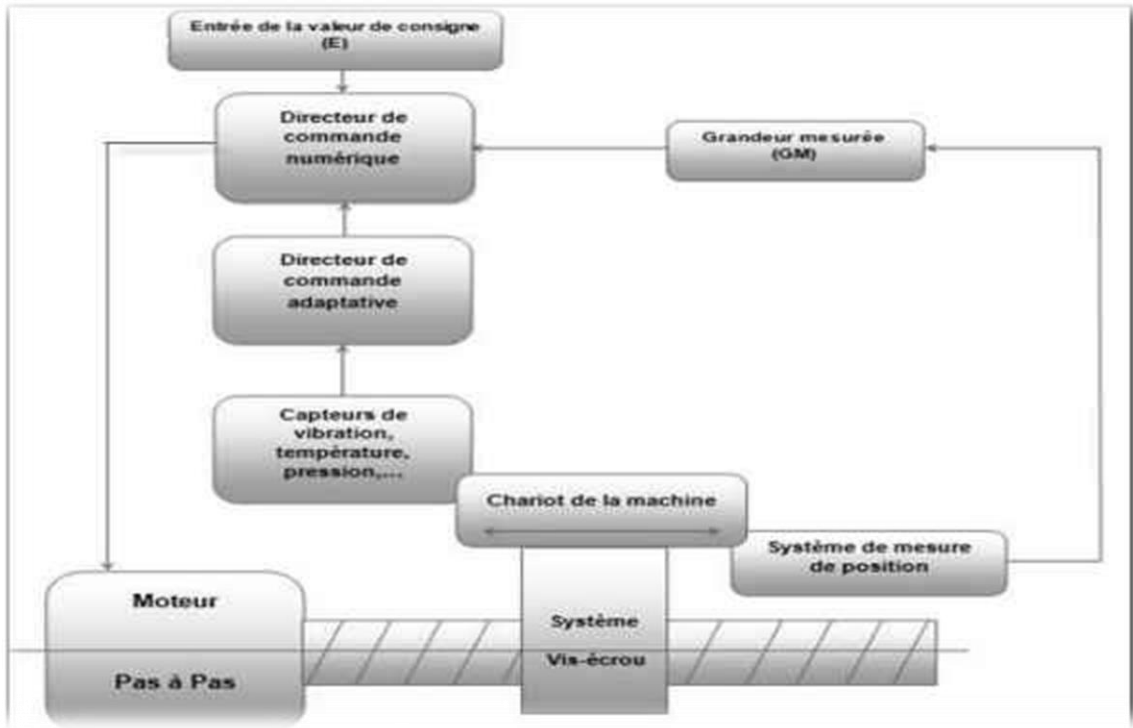 Entrée de la valeur de consigne
(E)
Directeur de
commande
numérique
Grandeur mesurée
(GM)
Directeur de
commande
adaptative
Capteurs de
vibration,
température,
pression,...
Chariot de la machine
Système de mesure
de position
Moteur
Pas à Pas
Système
Vis-écrou